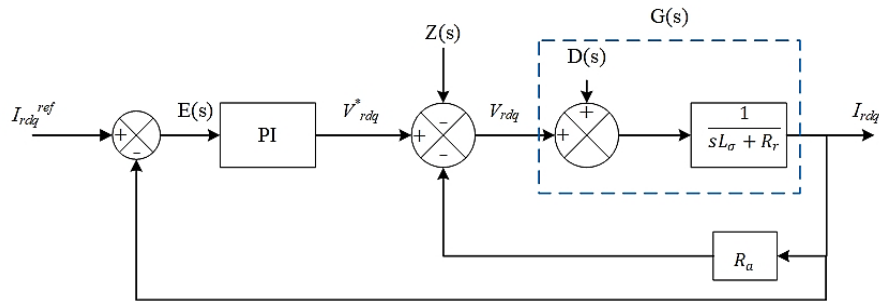 G(s)
Z(s)
D(s)
I_rdq^ref
+
-
E(s)
PI
V*_rdq
+
−
−
−
V_rdq
+
+
1
sL_σ + R_r
I_rdq
R_a